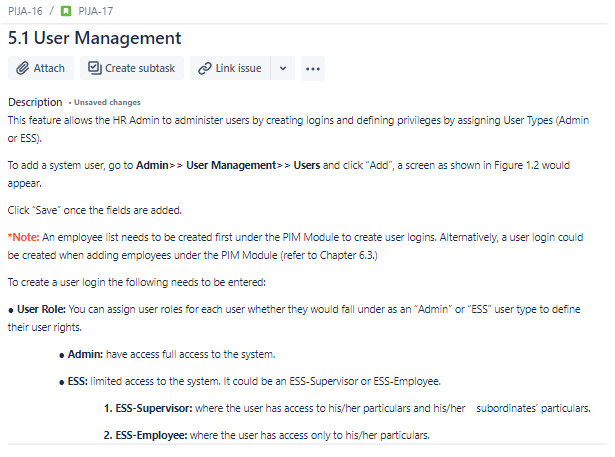 PIJA-16 / PIJA-17
5.1 User Management
Attach Create subtask Link issue
Description • Unsaved changes
This feature allows the HR Admin to administer users by creating logins and defining privileges by assigning User Types (Admin
or ESS).
To add a system user, go to Admin>> User Management>> Users and click “Add”, a screen as shown in Figure 1.2 would
appear.
Click “Save” once the fields are added.
*Note: An employee list needs to be created first under the PIM Module to create user logins. Alternatively, a user login could
be created when adding employees under the PIM Module (refer to Chapter 6.3.)
To create a user login the following needs to be entered:
• User Role: You can assign user roles for each user whether they would fall under as an “Admin” or “ESS” user type to define
their user rights.
• Admin: have access full access to the system.
• ESS: limited access to the system. It could be an ESS-Supervisor or ESS-Employee.
1. ESS-Supervisor: where the user has access to his/her particulars and his/her subordinates’ particulars.
2. ESS-Employee: where the user has access only to his/her particulars.